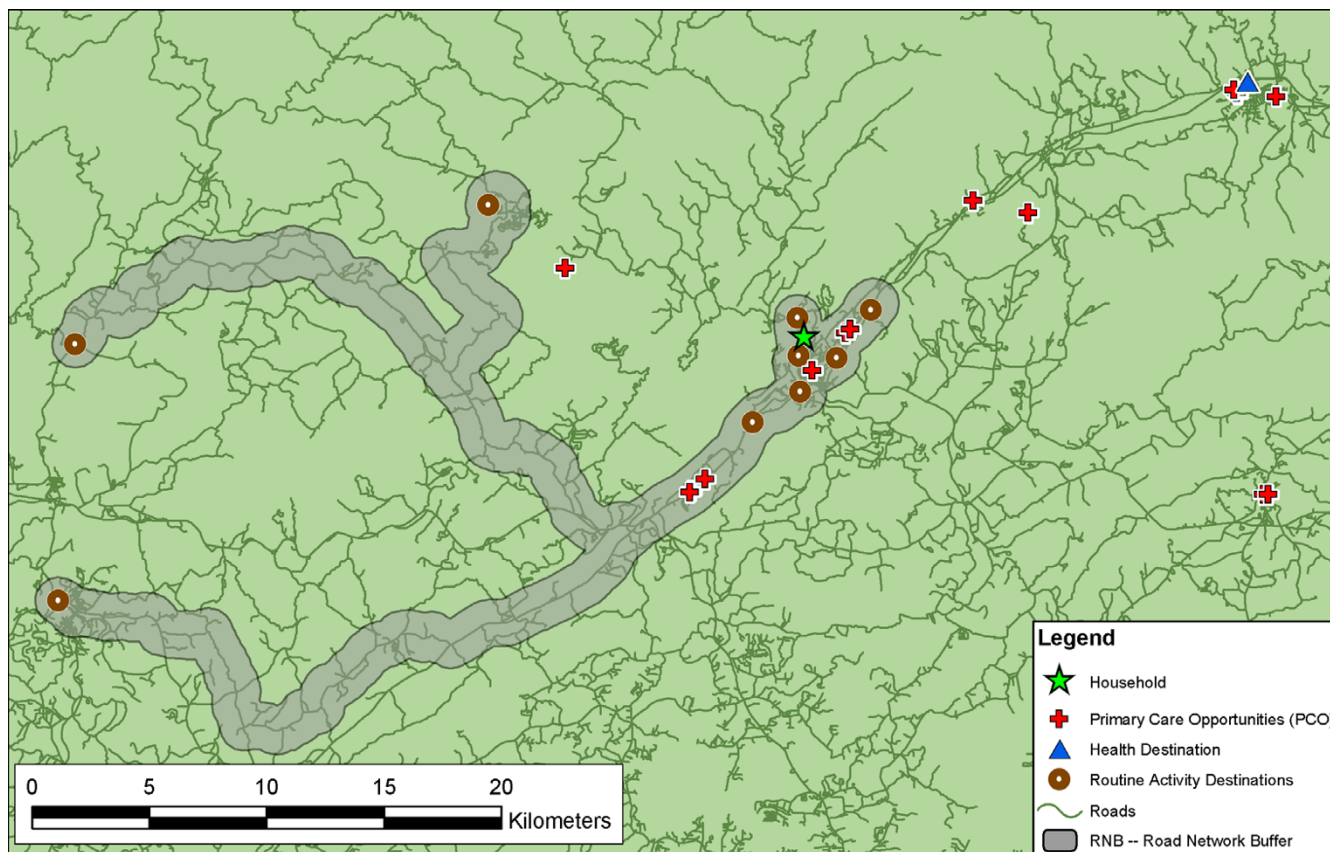 Legend
Household
Primary Care Opportunities (PCO)
Health Destination
Routine Activity Destinations
Roads
RNB -- Road Network Buffer
0 5 10 20
Kilometers